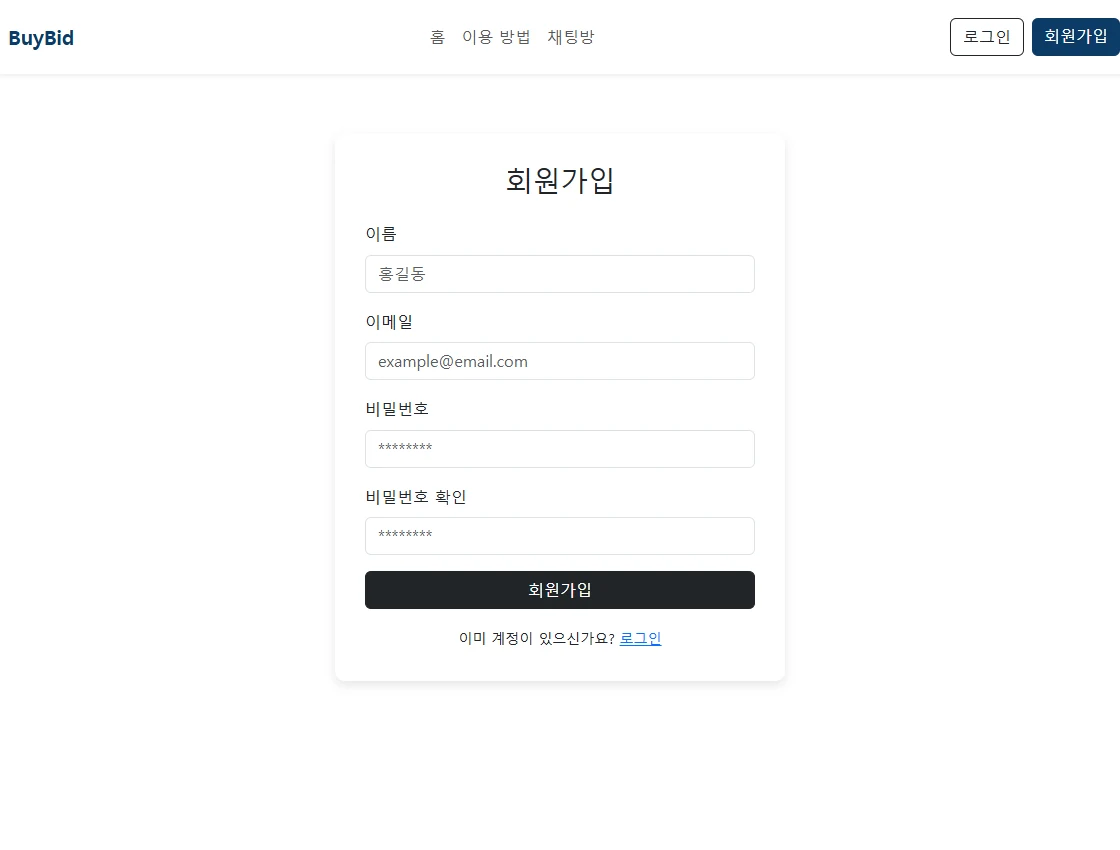 BuyBid
홈 이용 방법 채팅방
로그인 회원가입
회원가입
이름
홍길동
이메일
example@email.com
비밀번호
********
비밀번호 확인
********
회원가입
이미 계정이 있으신가요? 로그인